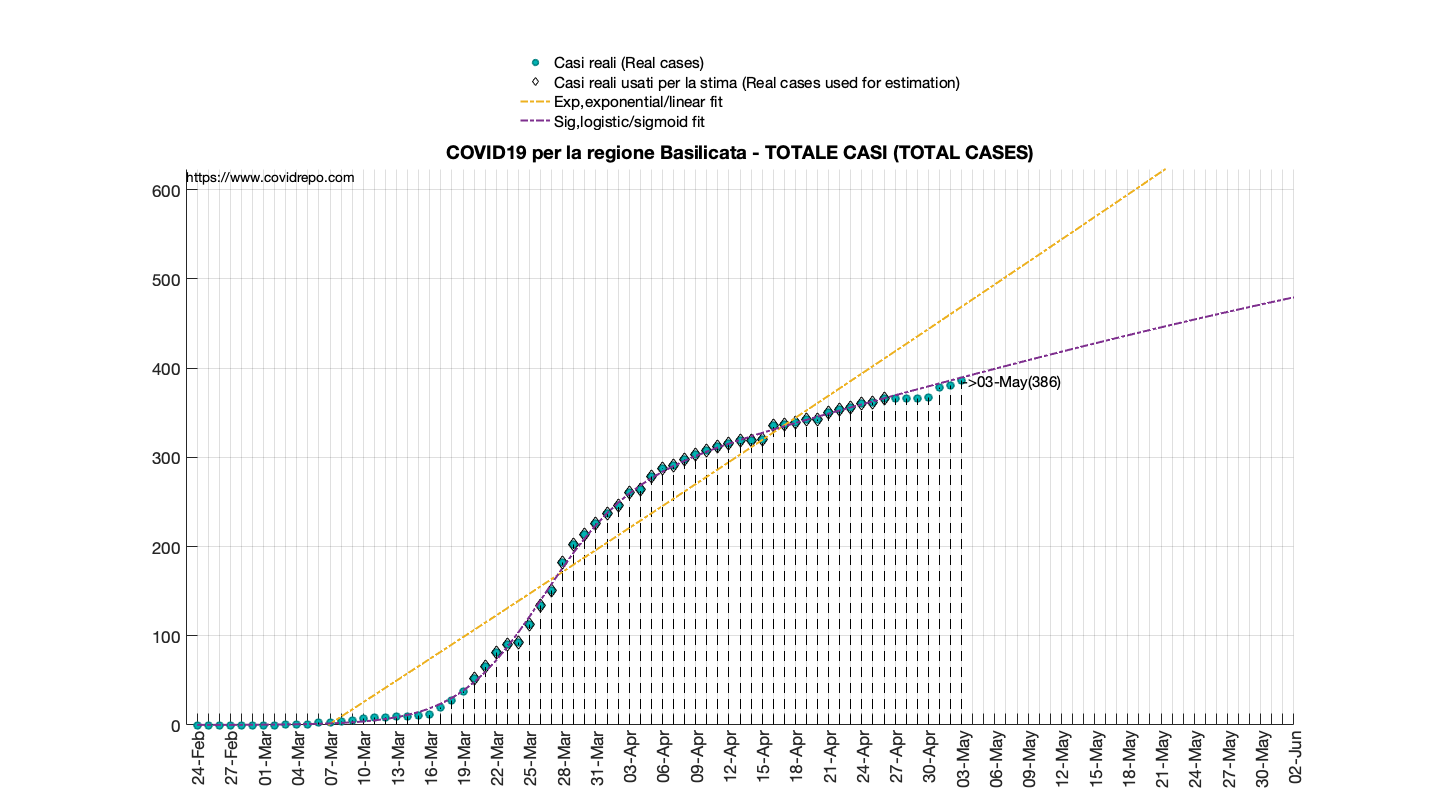 Casi reali (Real cases)
Casi reali usati per la stima (Real cases used for estimation)
Exp,exponential/linear fit
Sig,logistic/sigmoid fit
COVID19 per la regione Basilicata - TOTALE CASI (TOTAL CASES)
https://www.covidrepo.com
600
500
400
300
200
100
0
>03-May(386)
24-Feb
27-Feb
01-Mar
04-Mar
07-Mar
10-Mar
13-Mar
16-Mar
19-Mar
22-Mar
25-Mar
28-Mar
31-Mar
03-Apr
06-Apr
09-Apr
12-Apr
15-Apr
18-Apr
21-Apr
24-Apr
27-Apr
30-Apr
03-May
06-May
09-May
12-May
15-May
18-May
21-May
24-May
27-May
30-May
02-Jun